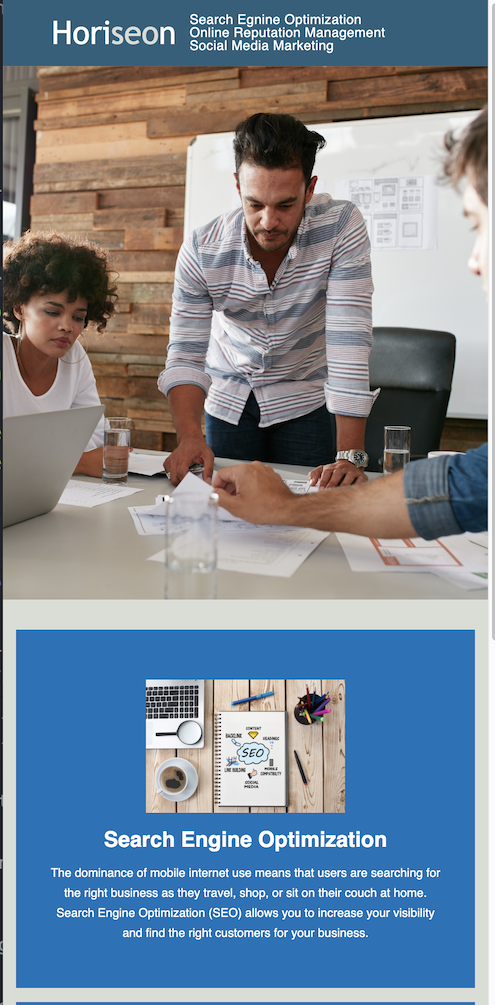 Horiseon
Search Egnine Optimization
Online Reputation Management
Social Media Marketing
CONTENT
BACKLINK
KEYWORDS
SEO
LINK BUILDING
MOBILE
COMPATIBILITY
SOCIAL
MEDIA
Search Engine Optimization
The dominance of mobile internet use means that users are searching for
the right business as they travel, shop, or sit on their couch at home.
Search Engine Optimization (SEO) allows you to increase your visibility
and find the right customers for your business.